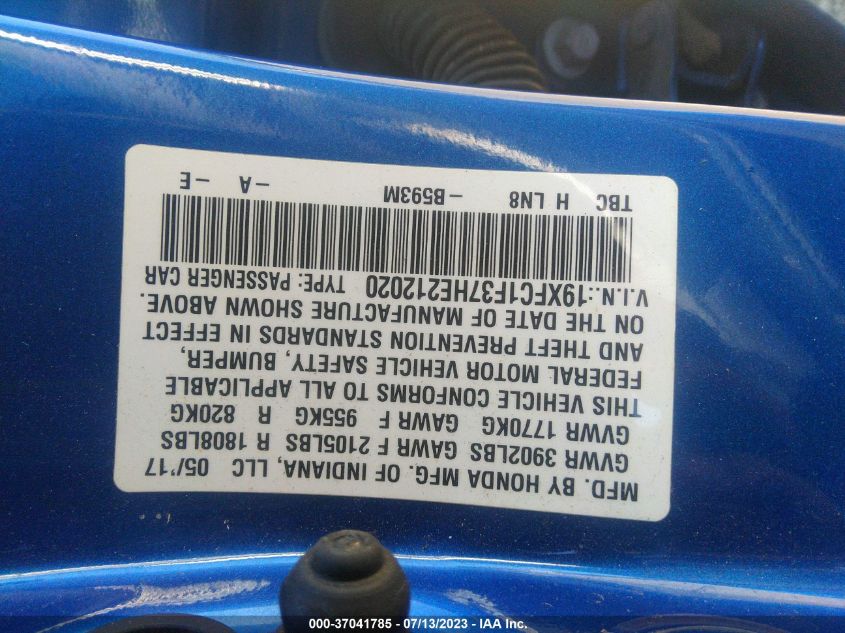 MFD. BY HONDA MFG. OF INDIANA, LLC 05/'17
GVWR 3902LBS GAWR F 2105LBS R 1808LBS
GVWR 1770KG GAWR F 955KG R 820KG
THIS VEHICLE CONFORMS TO ALL APPLICABLE
FEDERAL MOTOR VEHICLE SAFETY, BUMPER,
AND THEFT PREVENTION STANDARDS IN EFFECT
ON THE DATE OF MANUFACTURE SHOWN ABOVE.
V.I.N.:19XFC1F37HE212020 TYPE: PASSENGER CAR
TBC H LN8 -B593M -A -E
000-37041785 - 07/13/2023 - IAA Inc.